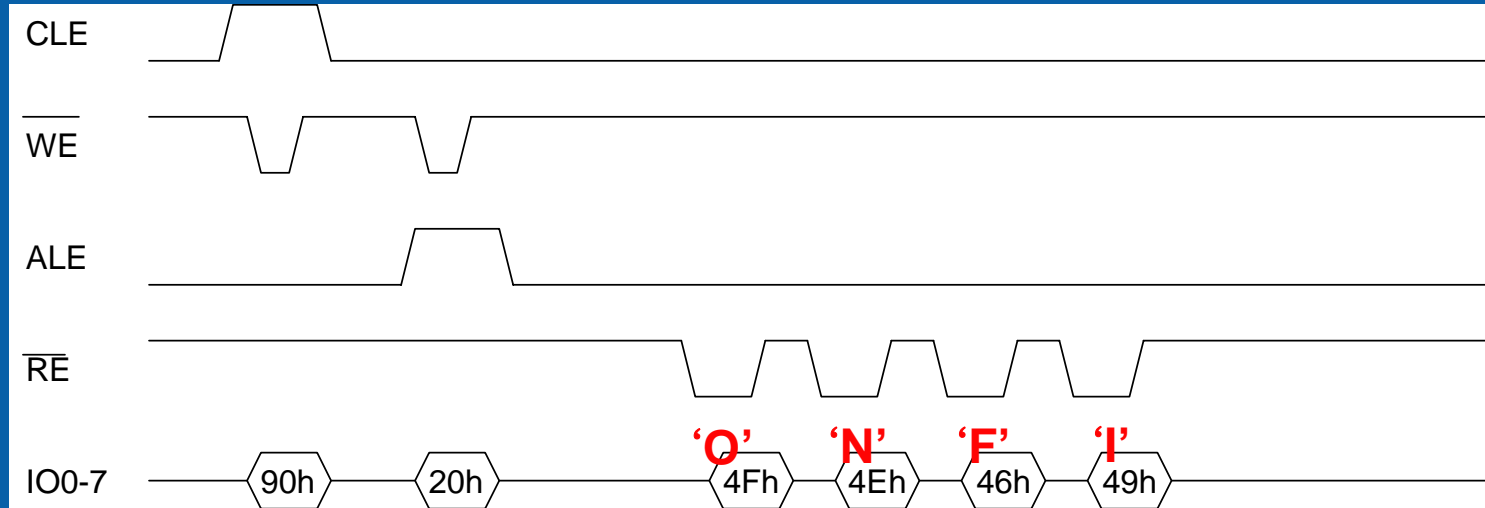 CLE
WE
ALE
RE
‘O’ ‘N’ ‘F’ ‘I’
IO0-7 90h 20h 4Fh 4Eh 46h 49h